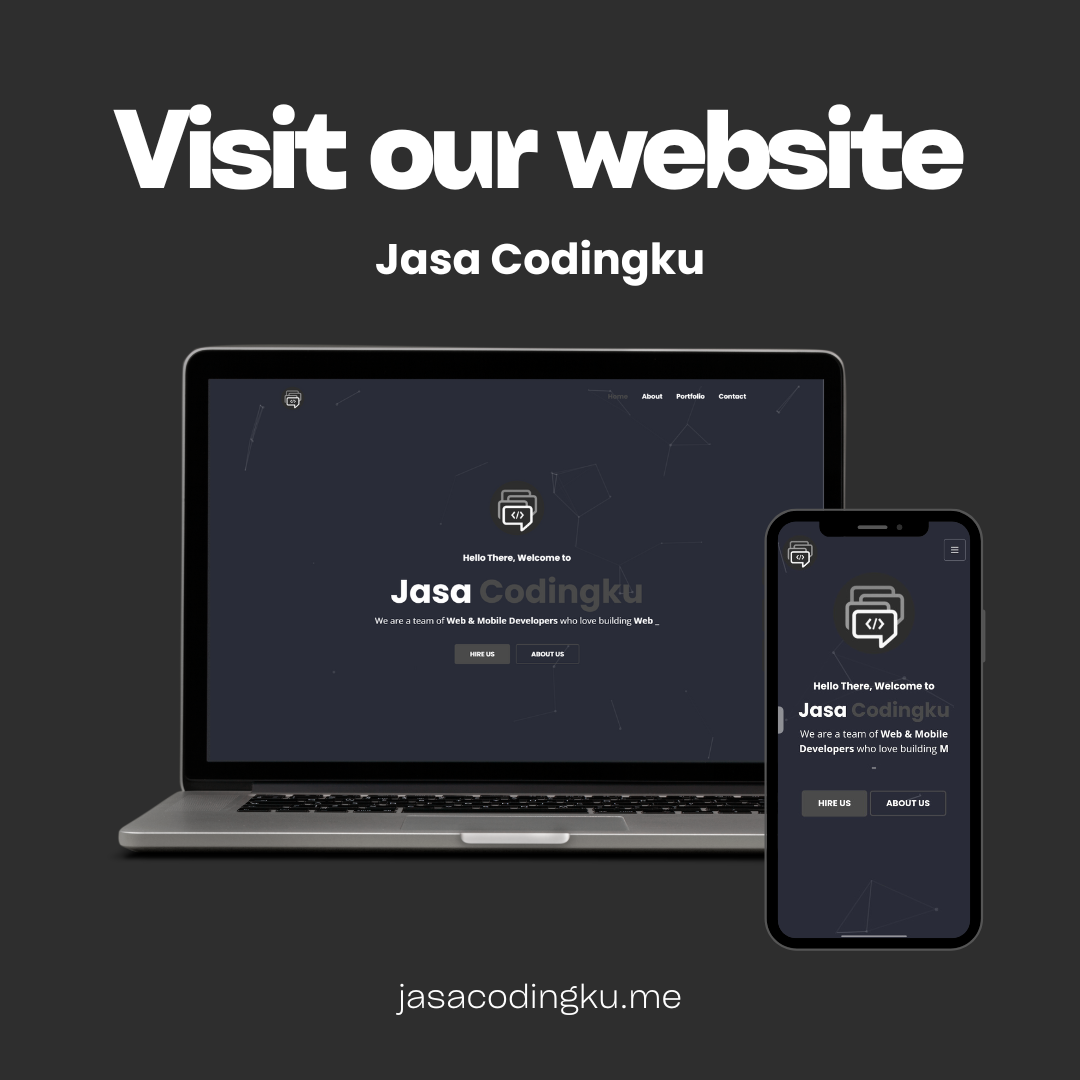 Visit our website
Jasa Codingku
Home About Portfolio Contact
</>
Hello There, Welcome to
Jasa Codingku
We are a team of Web & Mobile Developers who love building Web _
HIRE US ABOUT US
</>
</>
Hello There, Welcome to
Jasa Codingku
We are a team of Web & Mobile
Developers who love building M
_
HIRE US ABOUT US
jasacodingku.me